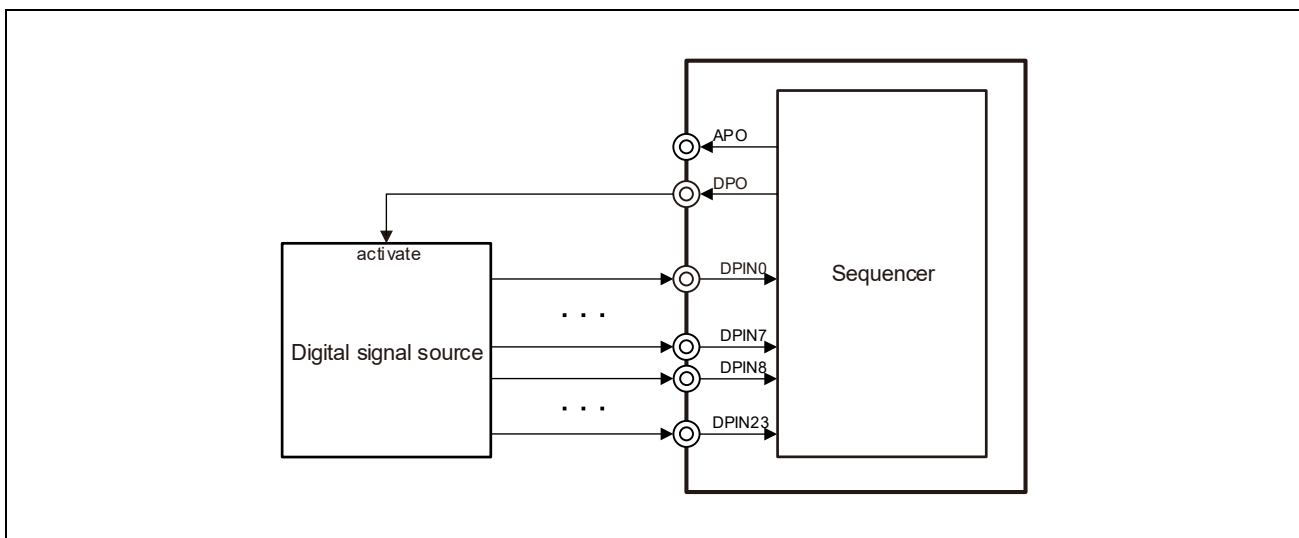 APO
DPO
activate
DPIN0
Sequencer
. . .
Digital signal source
DPIN7
DPIN8
. . .
DPIN23